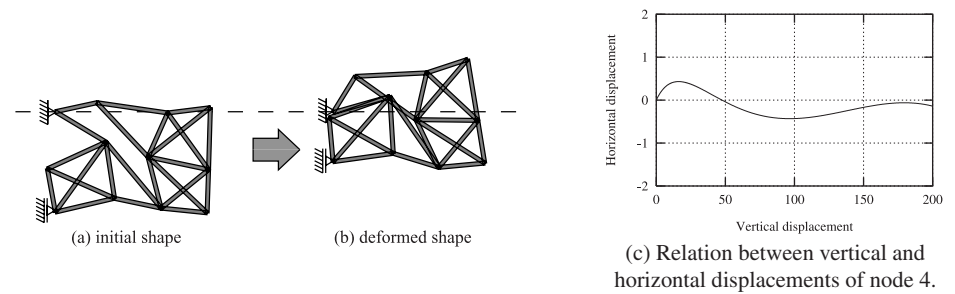 (a) initial shape
(b) deformed shape
Horizontal displacement
2
1
0
-1
-2
0 50 100 150 200
Vertical displacement
(c) Relation between vertical and
horizontal displacements of node 4.